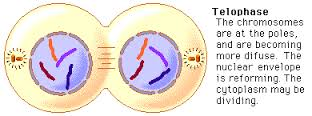 Telophase
The chromosomes
are at the poles,
and are becoming
more difuse. The
nuclear envelope
is reforming. The
cytoplasm may be
dividing.